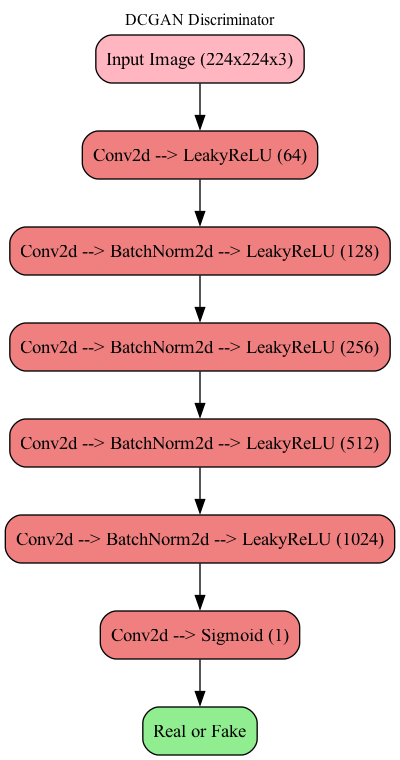 DCGAN Discriminator
Input Image (224x224x3)
Conv2d --> LeakyReLU (64)
Conv2d --> BatchNorm2d --> LeakyReLU (128)
Conv2d --> BatchNorm2d --> LeakyReLU (256)
Conv2d --> BatchNorm2d --> LeakyReLU (512)
Conv2d --> BatchNorm2d --> LeakyReLU (1024)
Conv2d --> Sigmoid (1)
Real or Fake